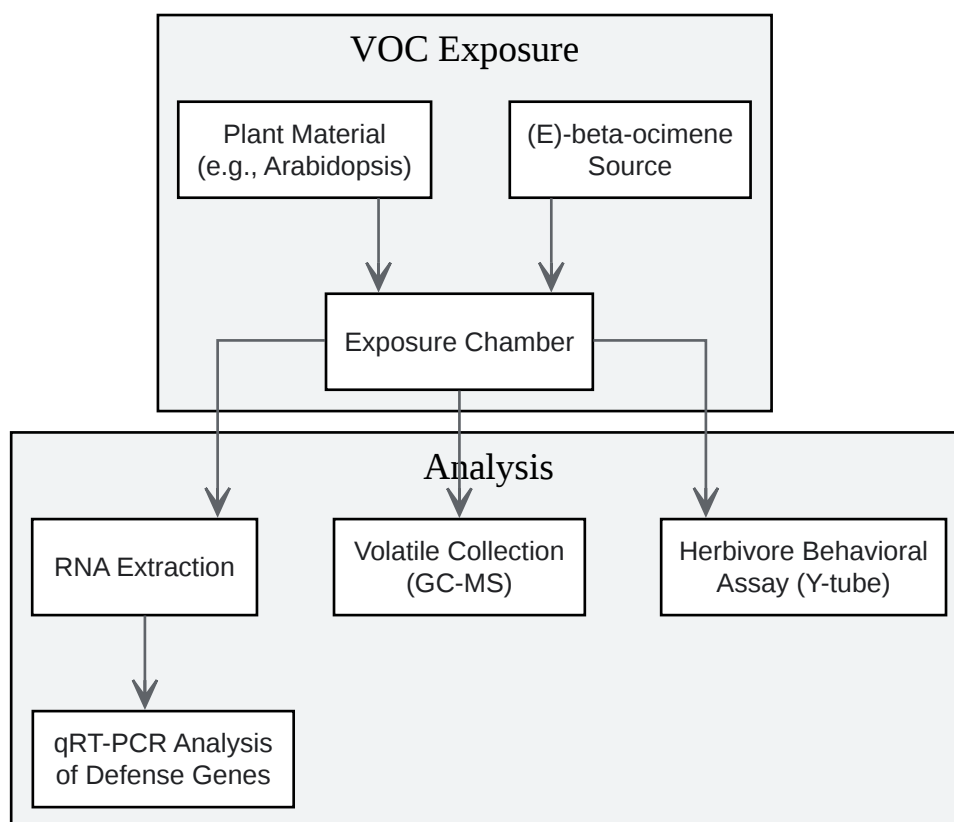 VOC Exposure
Plant Material
(e.g., Arabidopsis)
(E)-beta-ocimene
Source
Exposure Chamber
Analysis
RNA Extraction
Volatile Collection
(GC-MS)
Herbivore Behavioral
Assay (Y-tube)
qRT-PCR Analysis
of Defense Genes